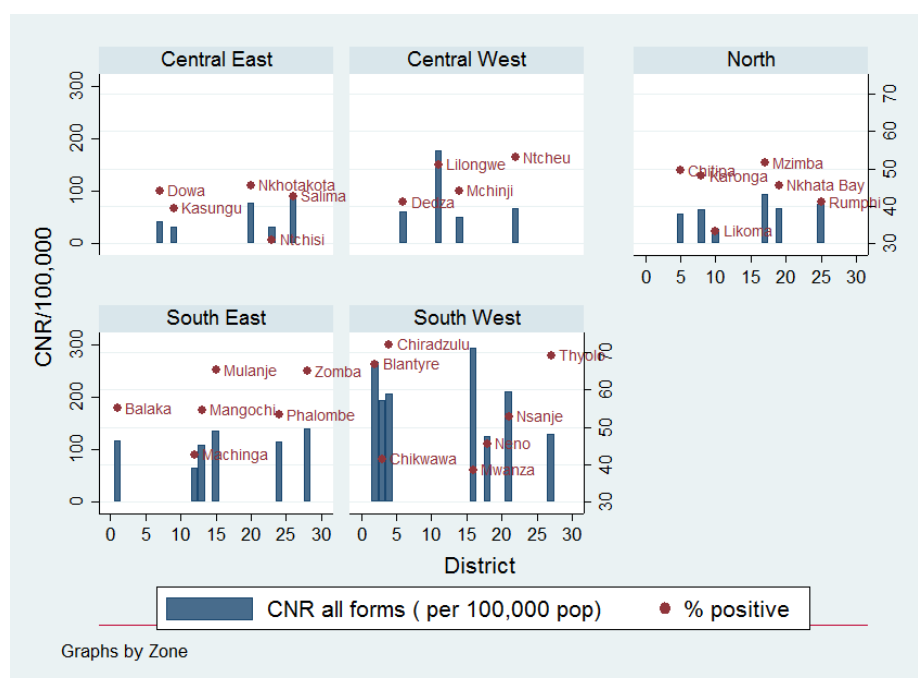 Central East
Central West
North
300
200
100
0
Dowa
Kasungu
Nkhotakota
Salima
Ntchisi
Lilongwe
Ntcheu
Mchinji
Dedza
Chitipa
Karonga
Mzimba
Nkhata Bay
Rumphi
Likoma
70
60
50
40
30
0 5 10 15 20 25 30
CNR/100,000
South East
South West
300
200
100
0
Mulanje
Zomba
Balaka
Mangochi
Phalombe
Machinga
Chiradzulu
Blantyre
Thyolo
Nsanje
Neno
Chikwawa
Mwanza
70
60
50
40
30
0 5 10 15 20 25 30
0 5 10 15 20 25 30
District
CNR all forms ( per 100,000 pop)
% positive
Graphs by Zone